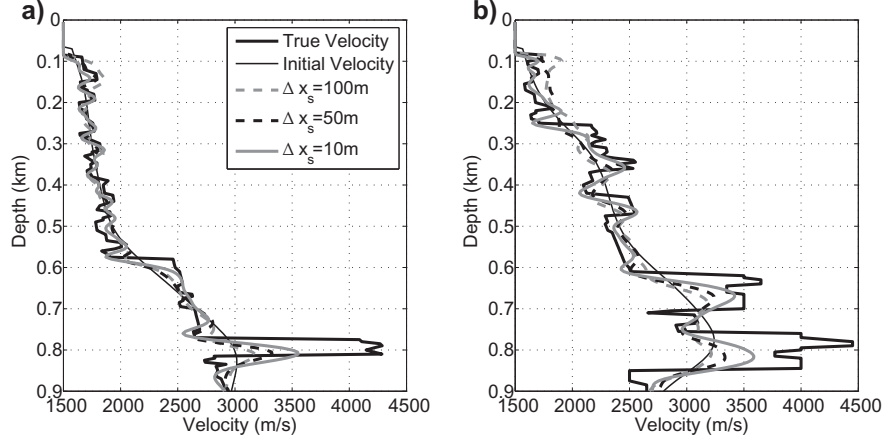 a)
b)
0
0.1
0.2
0.3
0.4
0.5
0.6
0.7
0.8
0.9
Depth (km)
1500 2000 2500 3000 3500 4000 4500
Velocity (m/s)
True Velocity
Initial Velocity
Δ x_s=100m
Δ x_s=50m
Δ x_s=10m
0
0.1
0.2
0.3
0.4
0.5
0.6
0.7
0.8
0.9
Depth (km)
1500 2000 2500 3000 3500 4000 4500
Velocity (m/s)